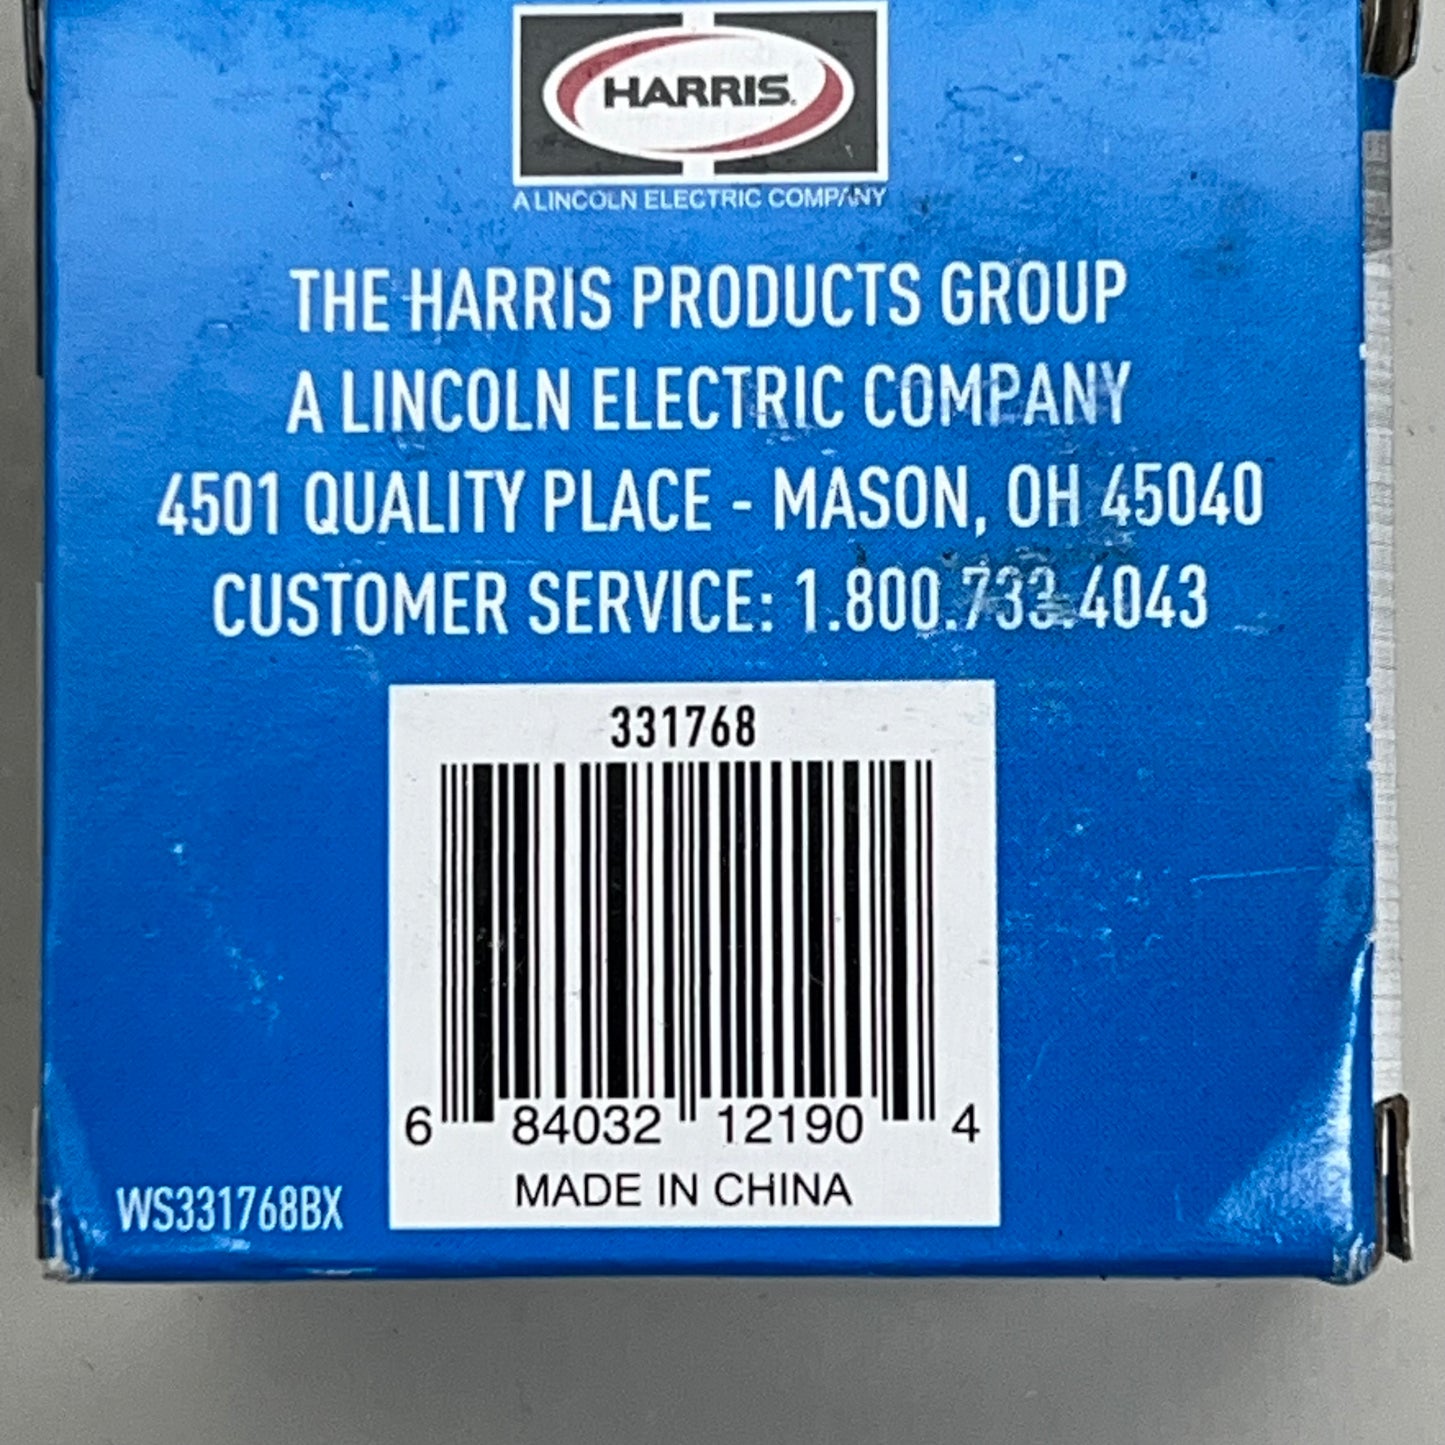 HARRIS.
A LINCOLN ELECTRIC COMPANY
THE HARRIS PRODUCTS GROUP
A LINCOLN ELECTRIC COMPANY
4501 QUALITY PLACE - MASON, OH 45040
CUSTOMER SERVICE: 1.800.733.4043
331768
6 84032 12190 4
MADE IN CHINA
WS331768BX